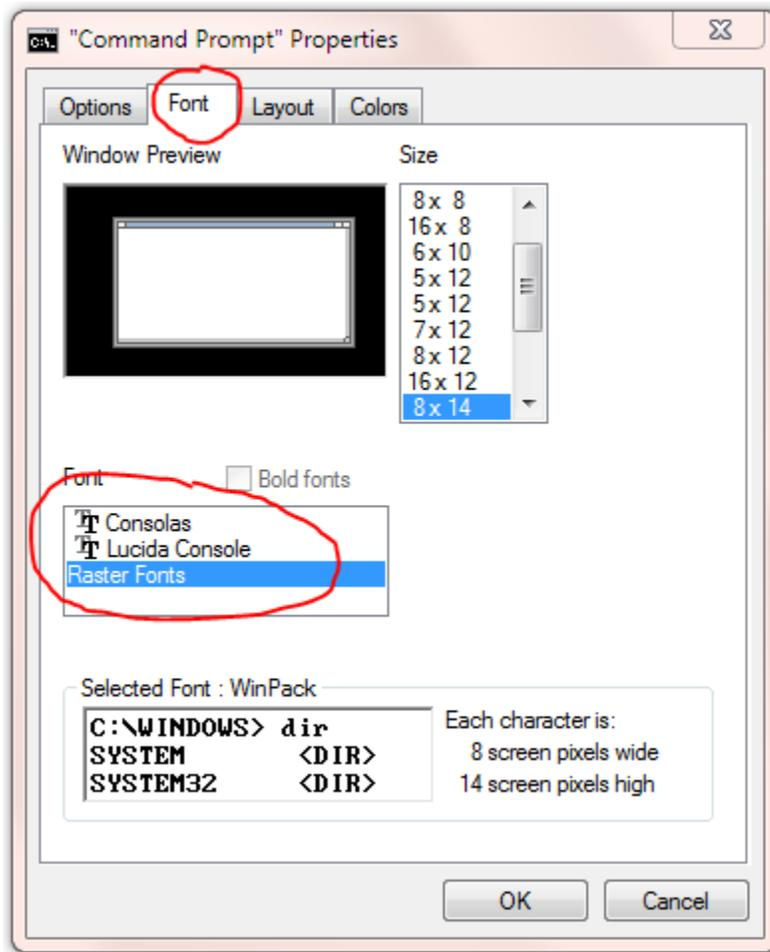 "Command Prompt" Properties
Options Font Layout Colors
Window Preview Size
8 x 8
16 x 8
6 x 10
5 x 12
5 x 12
7 x 12
8 x 12
16 x 12
8 x 14
Font Bold fonts
Consolas
Lucida Console
Raster Fonts
Selected Font : WinPack
C:\WINDOWS> dir
SYSTEM <DIR>
SYSTEM32 <DIR>
Each character is:
8 screen pixels wide
14 screen pixels high
OK Cancel